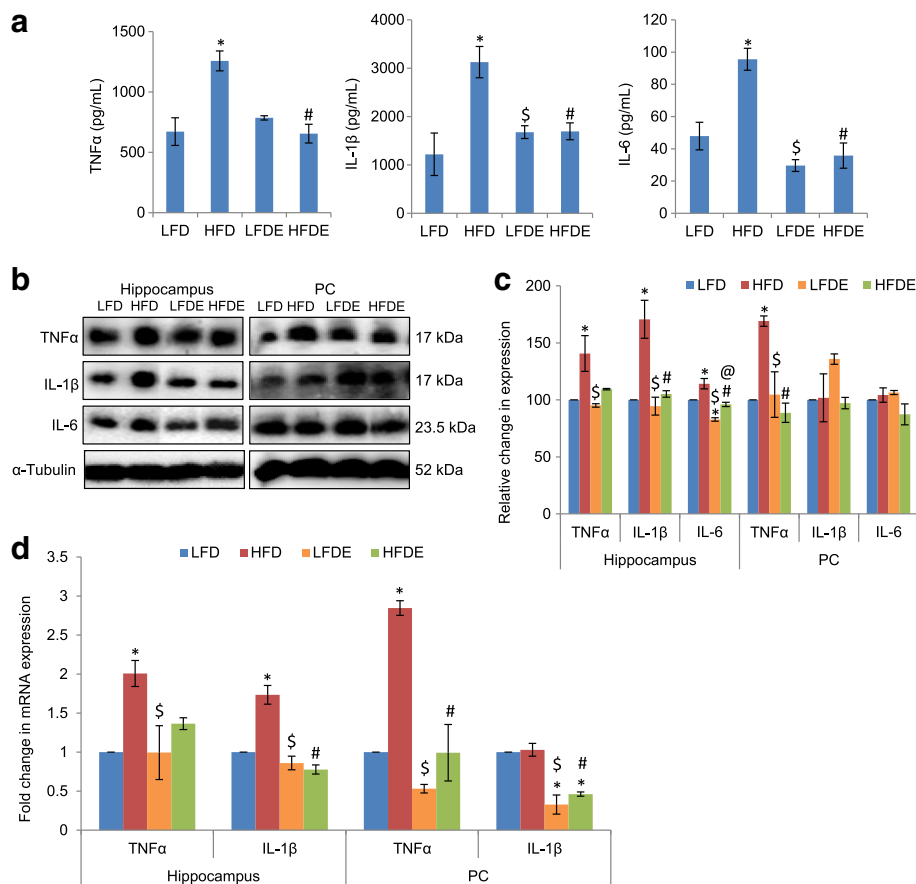 a
1500
1250
1000
750
500
250
0
TNFα (pg/mL)
*
#
LFD HFD LFDE HFDE
4000
3000
2000
1000
0
IL-1β (pg/mL)
*
$
#
LFD HFD LFDE HFDE
120
100
80
60
40
20
0
IL-6 (pg/mL)
*
$
#
LFD HFD LFDE HFDE
b
Hippocampus PC
LFD HFD LFDE HFDE LFD HFD LFDE HFDE
TNFα 17 kDa
IL-1β 17 kDa
IL-6 23.5 kDa
α-Tubulin 52 kDa
c
LFD HFD LFDE HFDE
200
150
100
50
0
Relative change in expression
* $
* $ #
* $ * @ #
* $ #
TNFα IL-1β IL-6 TNFα IL-1β IL-6
Hippocampus PC
d
LFD HFD LFDE HFDE
3.5
3
2.5
2
1.5
1
0.5
0
Fold change in mRNA expression
* $
* $ #
* $ #
$ * # *
TNFα IL-1β TNFα IL-1β
Hippocampus PC